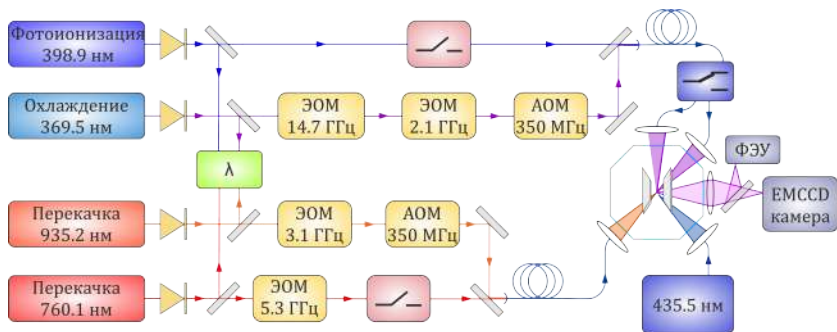 Фотоионизация
398.9 нм
Охлаждение
369.5 нм
ЭОМ
14.7 ГГц
ЭОМ
2.1 ГГц
АОМ
350 МГц
ФЭУ
λ
EMCCD
камера
Перекачка
935.2 нм
ЭОМ
3.1 ГГц
АОМ
350 МГц
Перекачка
760.1 нм
ЭОМ
5.3 ГГц
435.5 нм